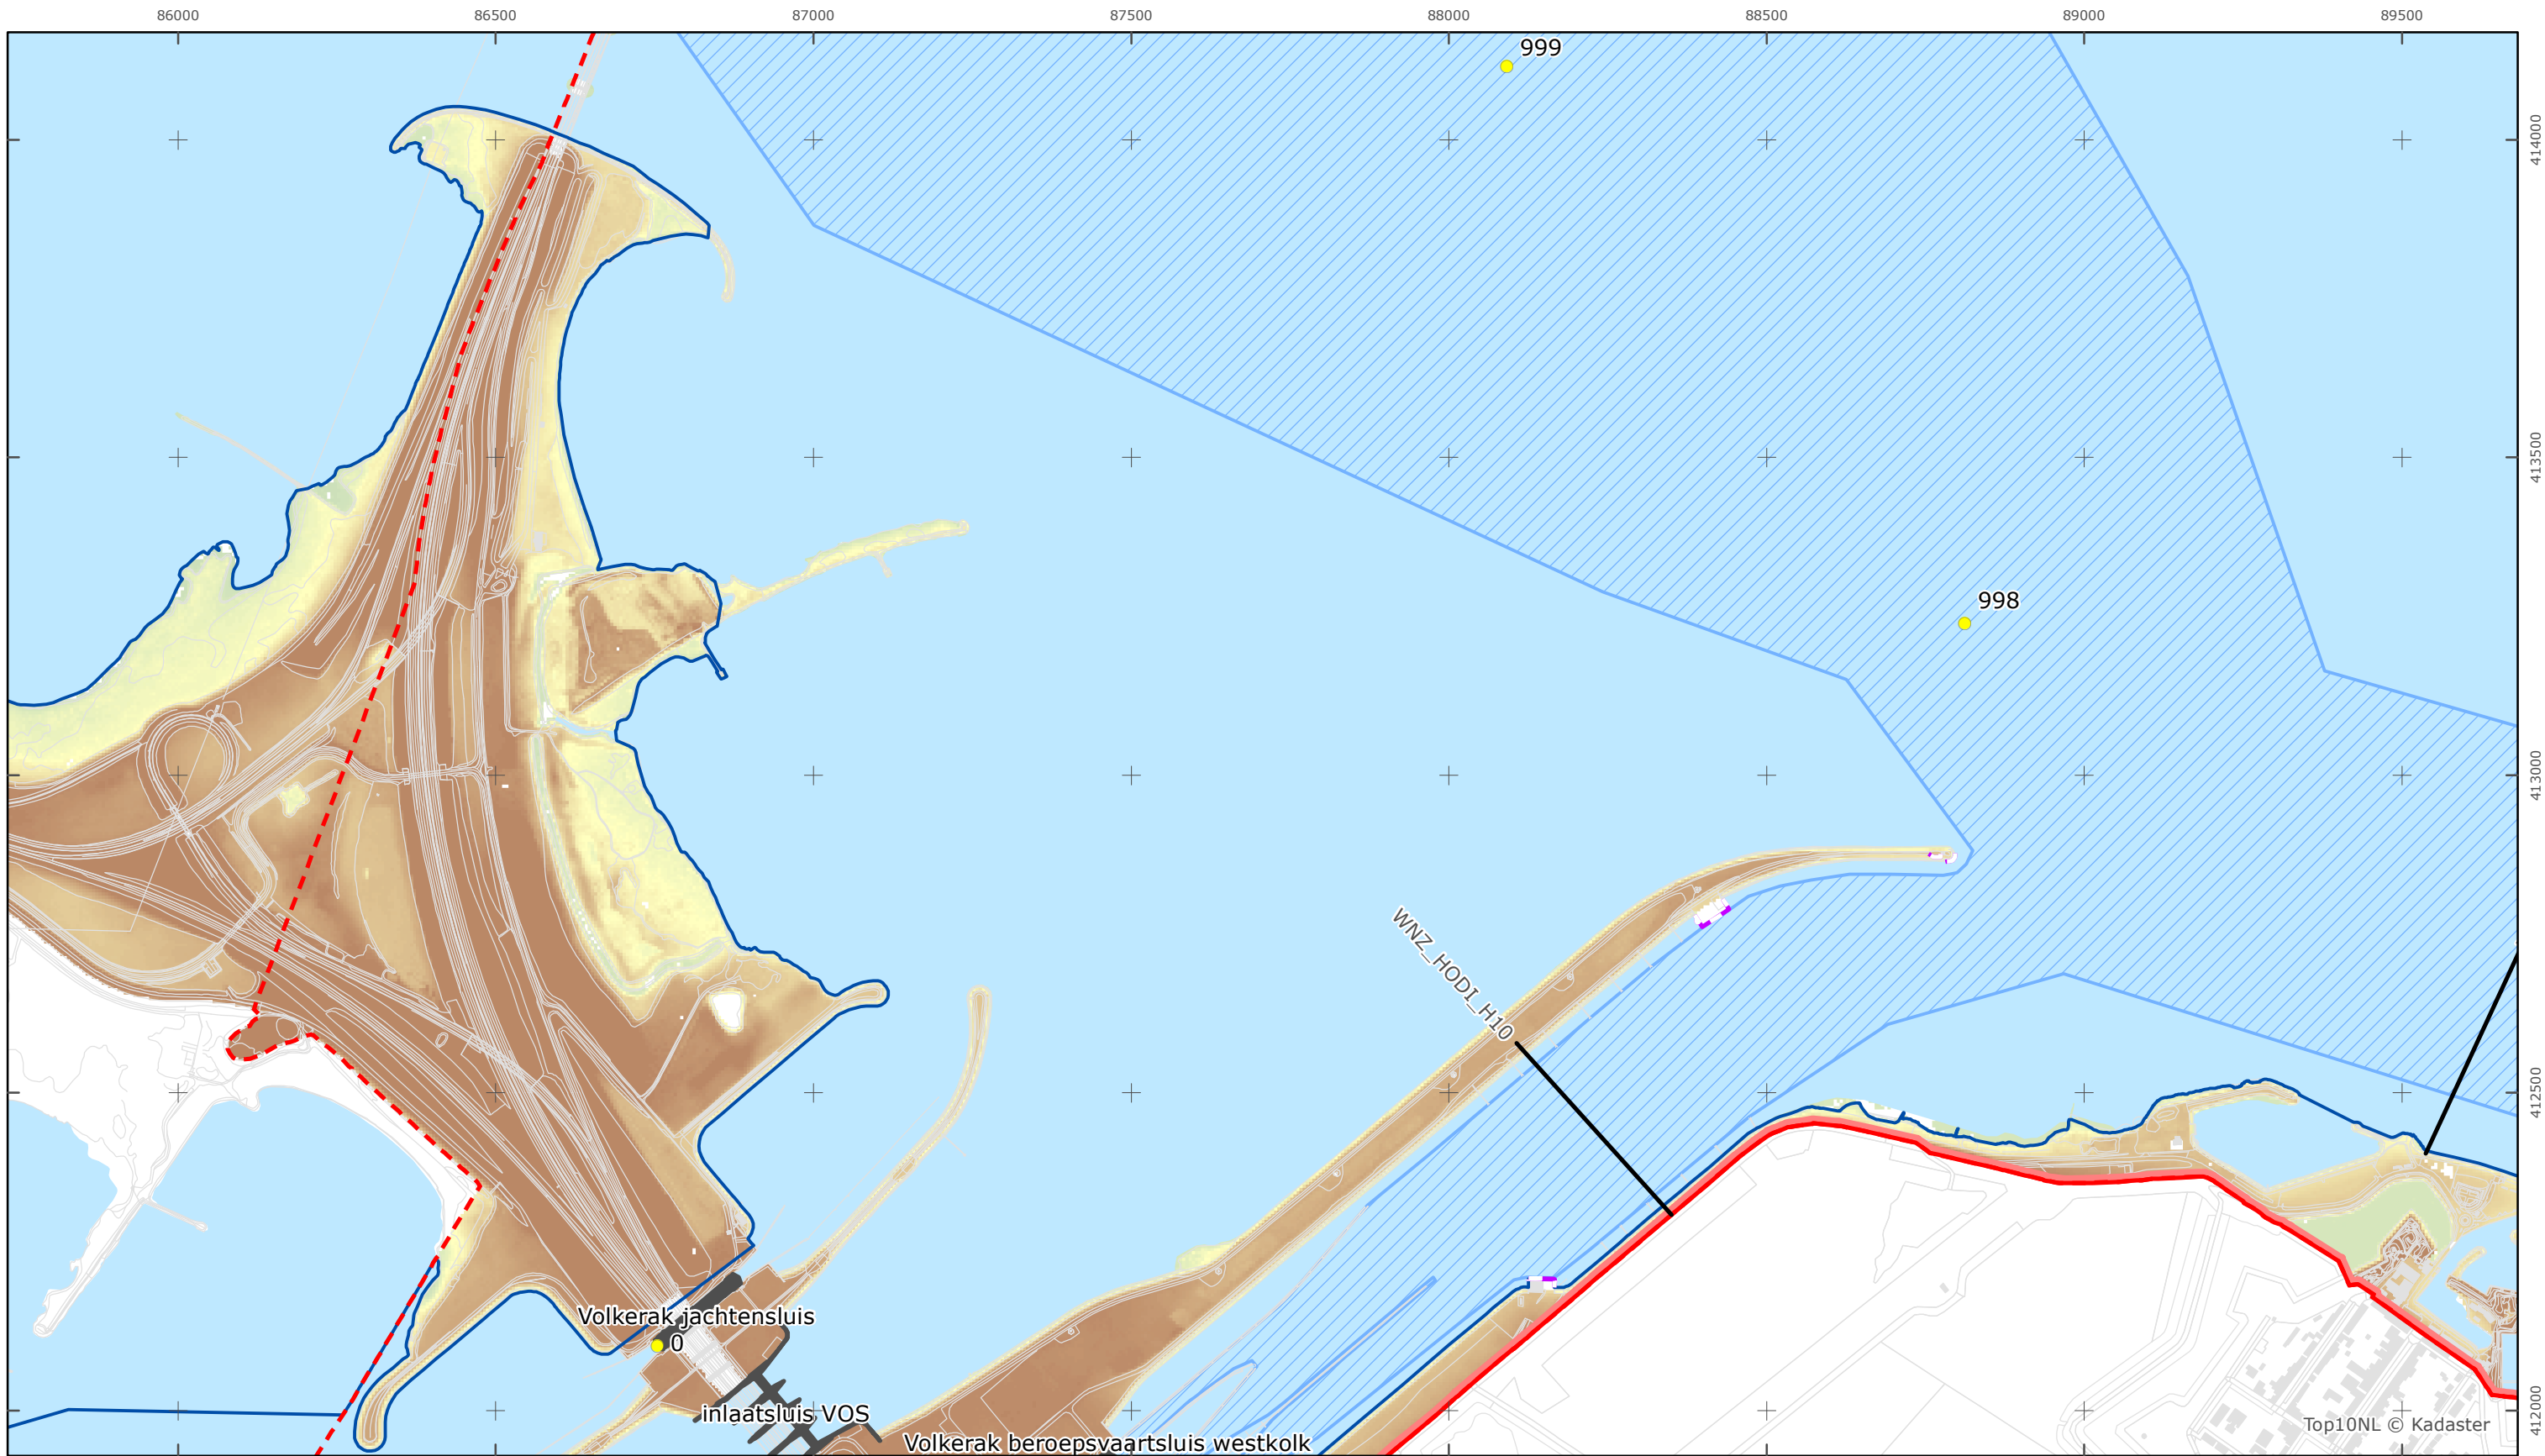 86000 86500 87000 87500 88000 88500 89000 89500
999
414000
413500
998
413000
WNZ_HODI_H10
412500
Volkerak jachtensluis
0
inlaatsluis VOS
412000
Top10NL © Kadaster
Volkerak beroepsvaartsluis westkolk